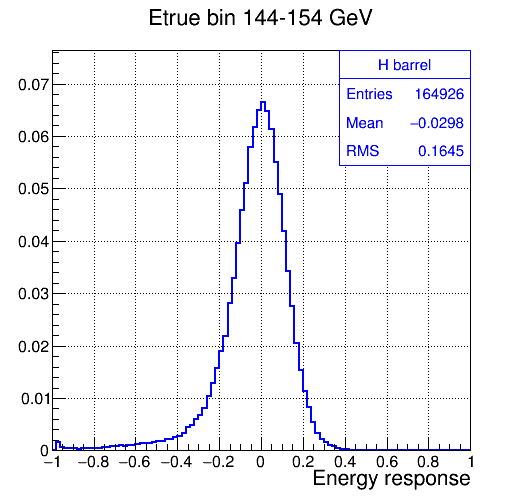 Etrue bin 144-154 GeV
H barrel
Entries 164926
Mean −0.0298
RMS 0.1645
0.07
0.06
0.05
0.04
0.03
0.02
0.01
0
−1 −0.8 −0.6 −0.4 −0.2 0 0.2 0.4 0.6 0.8 1
Energy response